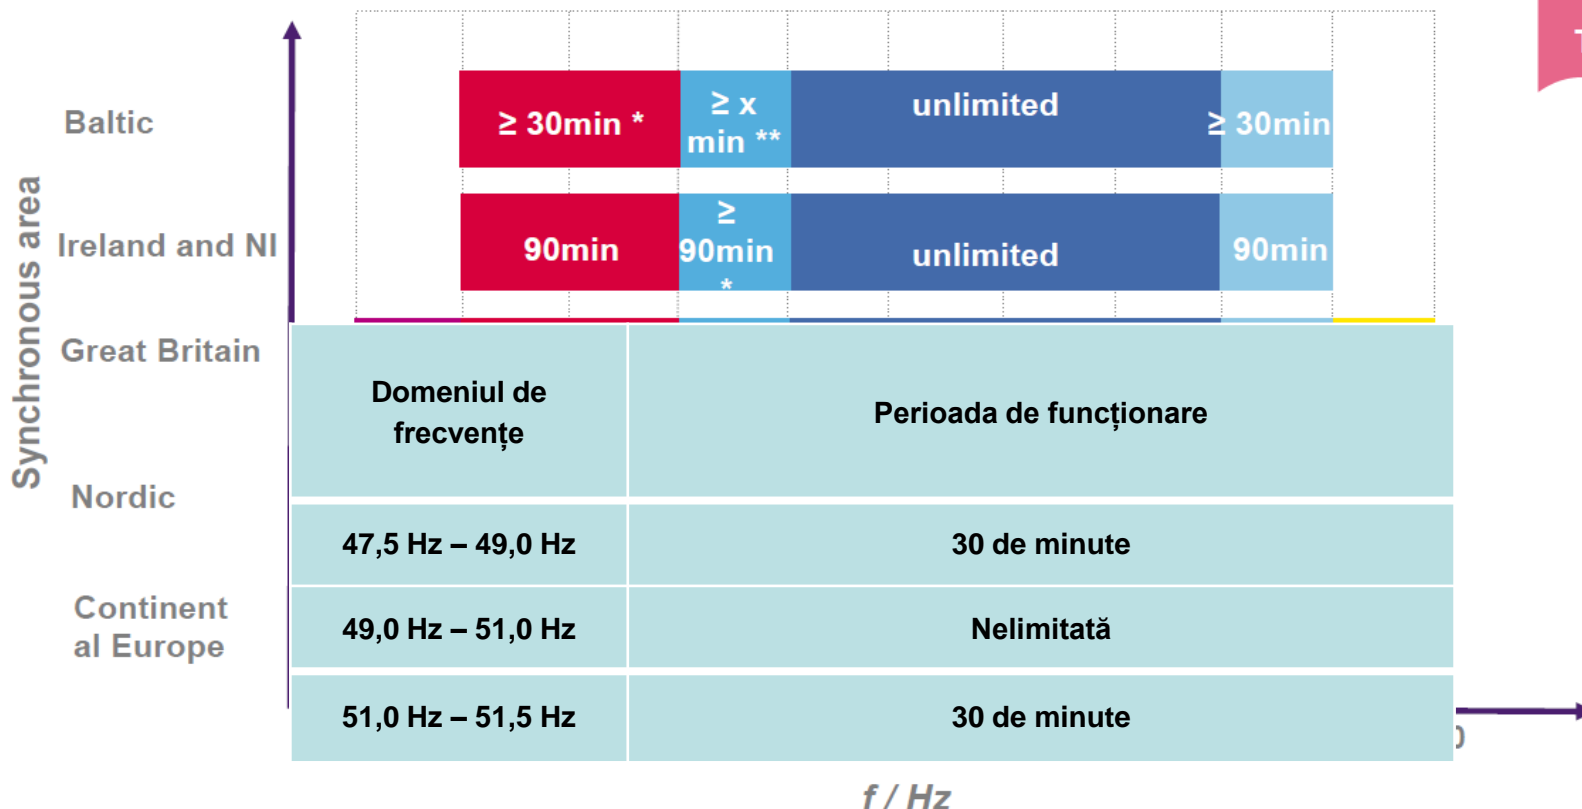 Synchronous area
Baltic
≥ 30min *
≥ x
min **
unlimited
≥ 30min
Ireland and NI
90min
≥
90min
*
unlimited
90min
Great Britain
Nordic
Continent
al Europe
Domeniul de
frecvențe
Perioada de funcționare
47,5 Hz – 49,0 Hz
30 de minute
49,0 Hz – 51,0 Hz
Nelimitată
51,0 Hz – 51,5 Hz
30 de minute
f / Hz